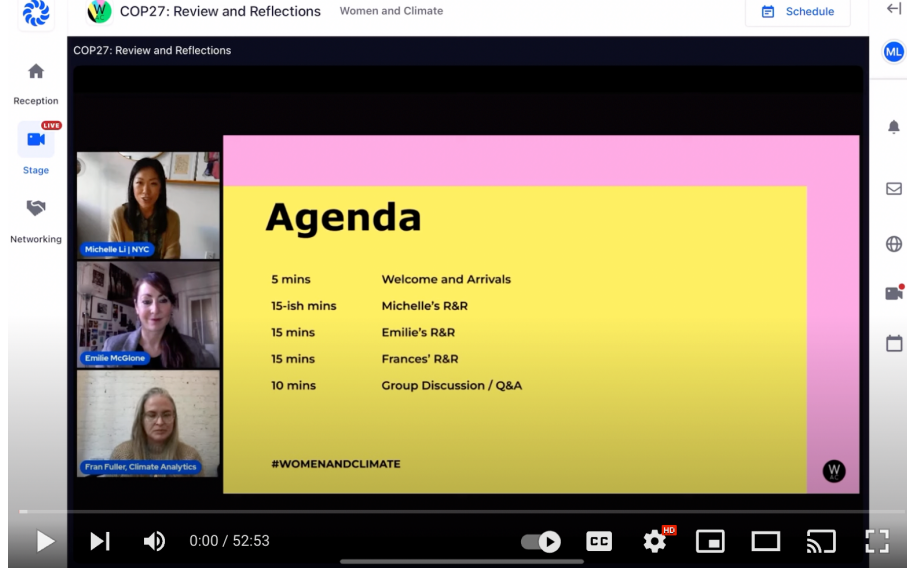 COP27: Review and Reflections Women and Climate
Schedule
COP27: Review and Reflections
ML
Reception
LIVE
Stage
Networking
Michelle Li | NYC
Emilie McGlone
Fran Fuller, Climate Analytics
Agenda
5 mins Welcome and Arrivals
15-ish mins Michelle's R&R
15 mins Emilie's R&R
15 mins Frances' R&R
10 mins Group Discussion / Q&A
#WOMENANDCLIMATE
0:00 / 52:53
CC
HD